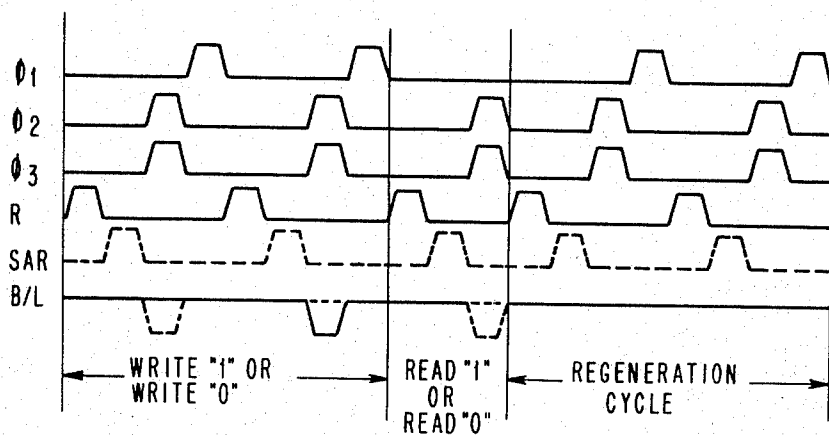 ϕ1
ϕ2
ϕ3
R
SAR
B/L
WRITE "1" OR
WRITE "0"
READ "1"
OR
READ "0"
REGENERATION
CYCLE